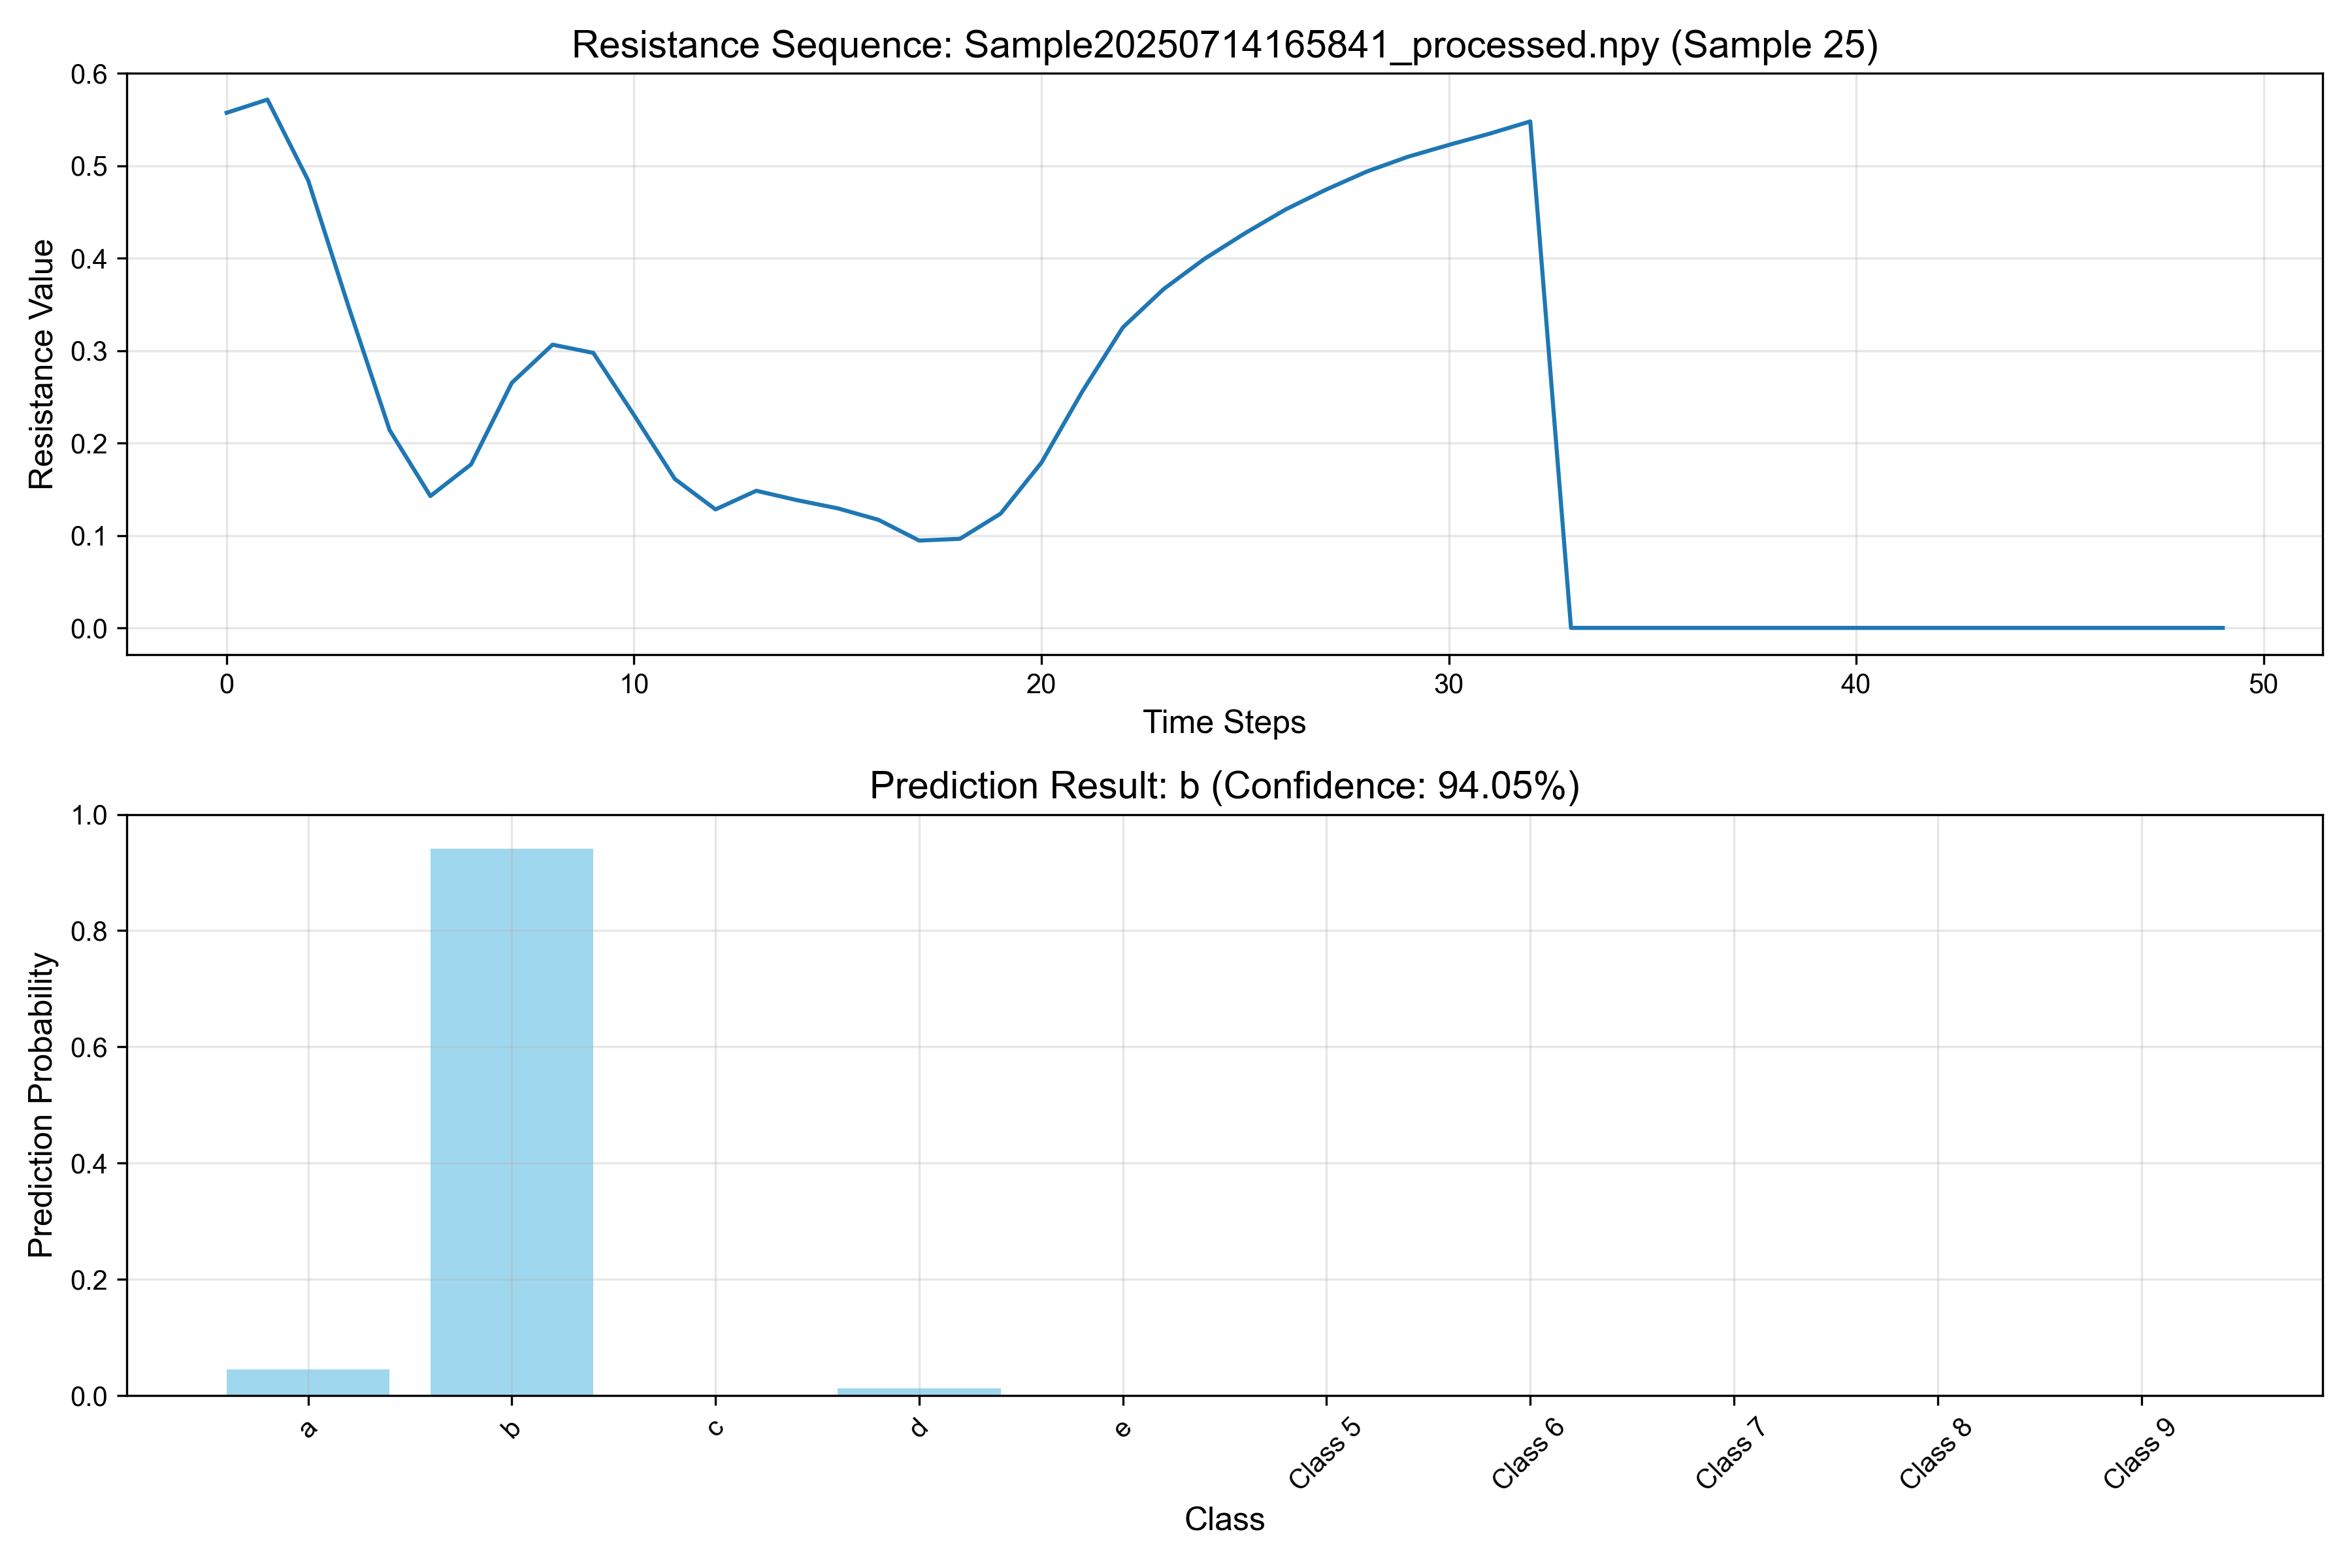 Resistance Sequence: Sample20250714165841_processed.npy (Sample 25)
Resistance Value
0.6
0.5
0.4
0.3
0.2
0.1
0.0
0 10 20 30 40 50
Time Steps
Prediction Result: b (Confidence: 94.05%)
Prediction Probability
1.0
0.8
0.6
0.4
0.2
0.0
a b c d e Class 5 Class 6 Class 7 Class 8 Class 9
Class